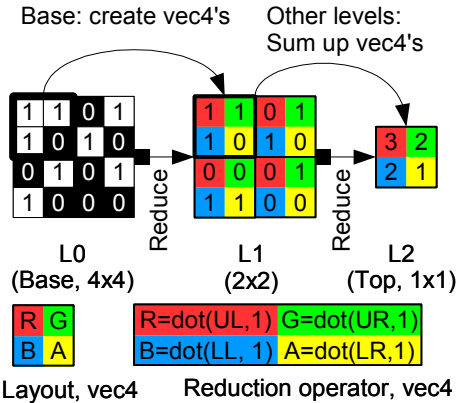 Base: create vec4's
Other levels:
Sum up vec4's
1 1 0 1
1 0 1 0
0 1 0 1
1 0 0 0
Reduce
1 1 0 1
1 0 1 0
0 0 0 1
1 1 0 0
Reduce
3 2
2 1
L0
(Base, 4x4)
L1
(2x2)
L2
(Top, 1x1)
R G
B A
Layout, vec4
R=dot(UL,1) G=dot(UR,1)
B=dot(LL, 1) A=dot(LR,1)
Reduction operator, vec4